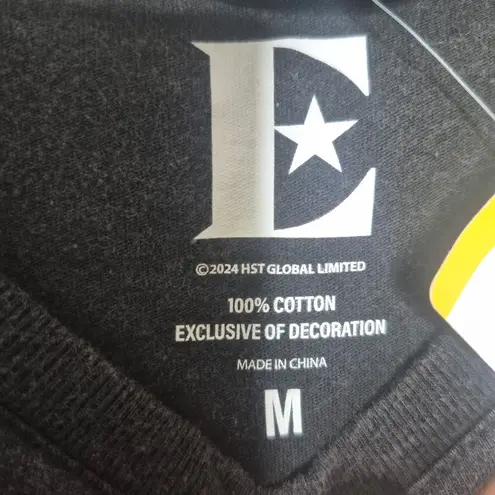 E
©2024 HST GLOBAL LIMITED
100% COTTON
EXCLUSIVE OF DECORATION
MADE IN CHINA
M